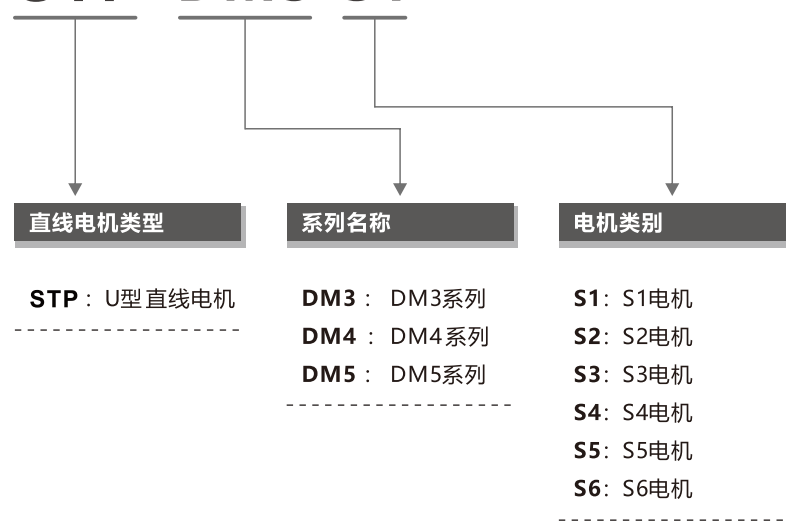 直线电机类型
STP： U型直线电机
系列名称
DM3： DM3系列
DM4： DM4系列
DM5： DM5系列
电机类别
S1：S1电机
S2：S2电机
S3：S3电机
S4：S4电机
S5：S5电机
S6：S6电机